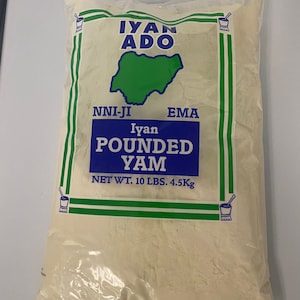 IYAN
ADO
NNI-JI EMA
Iyan
POUNDED
YAM
NET WT. 10 LBS. 4.5Kg